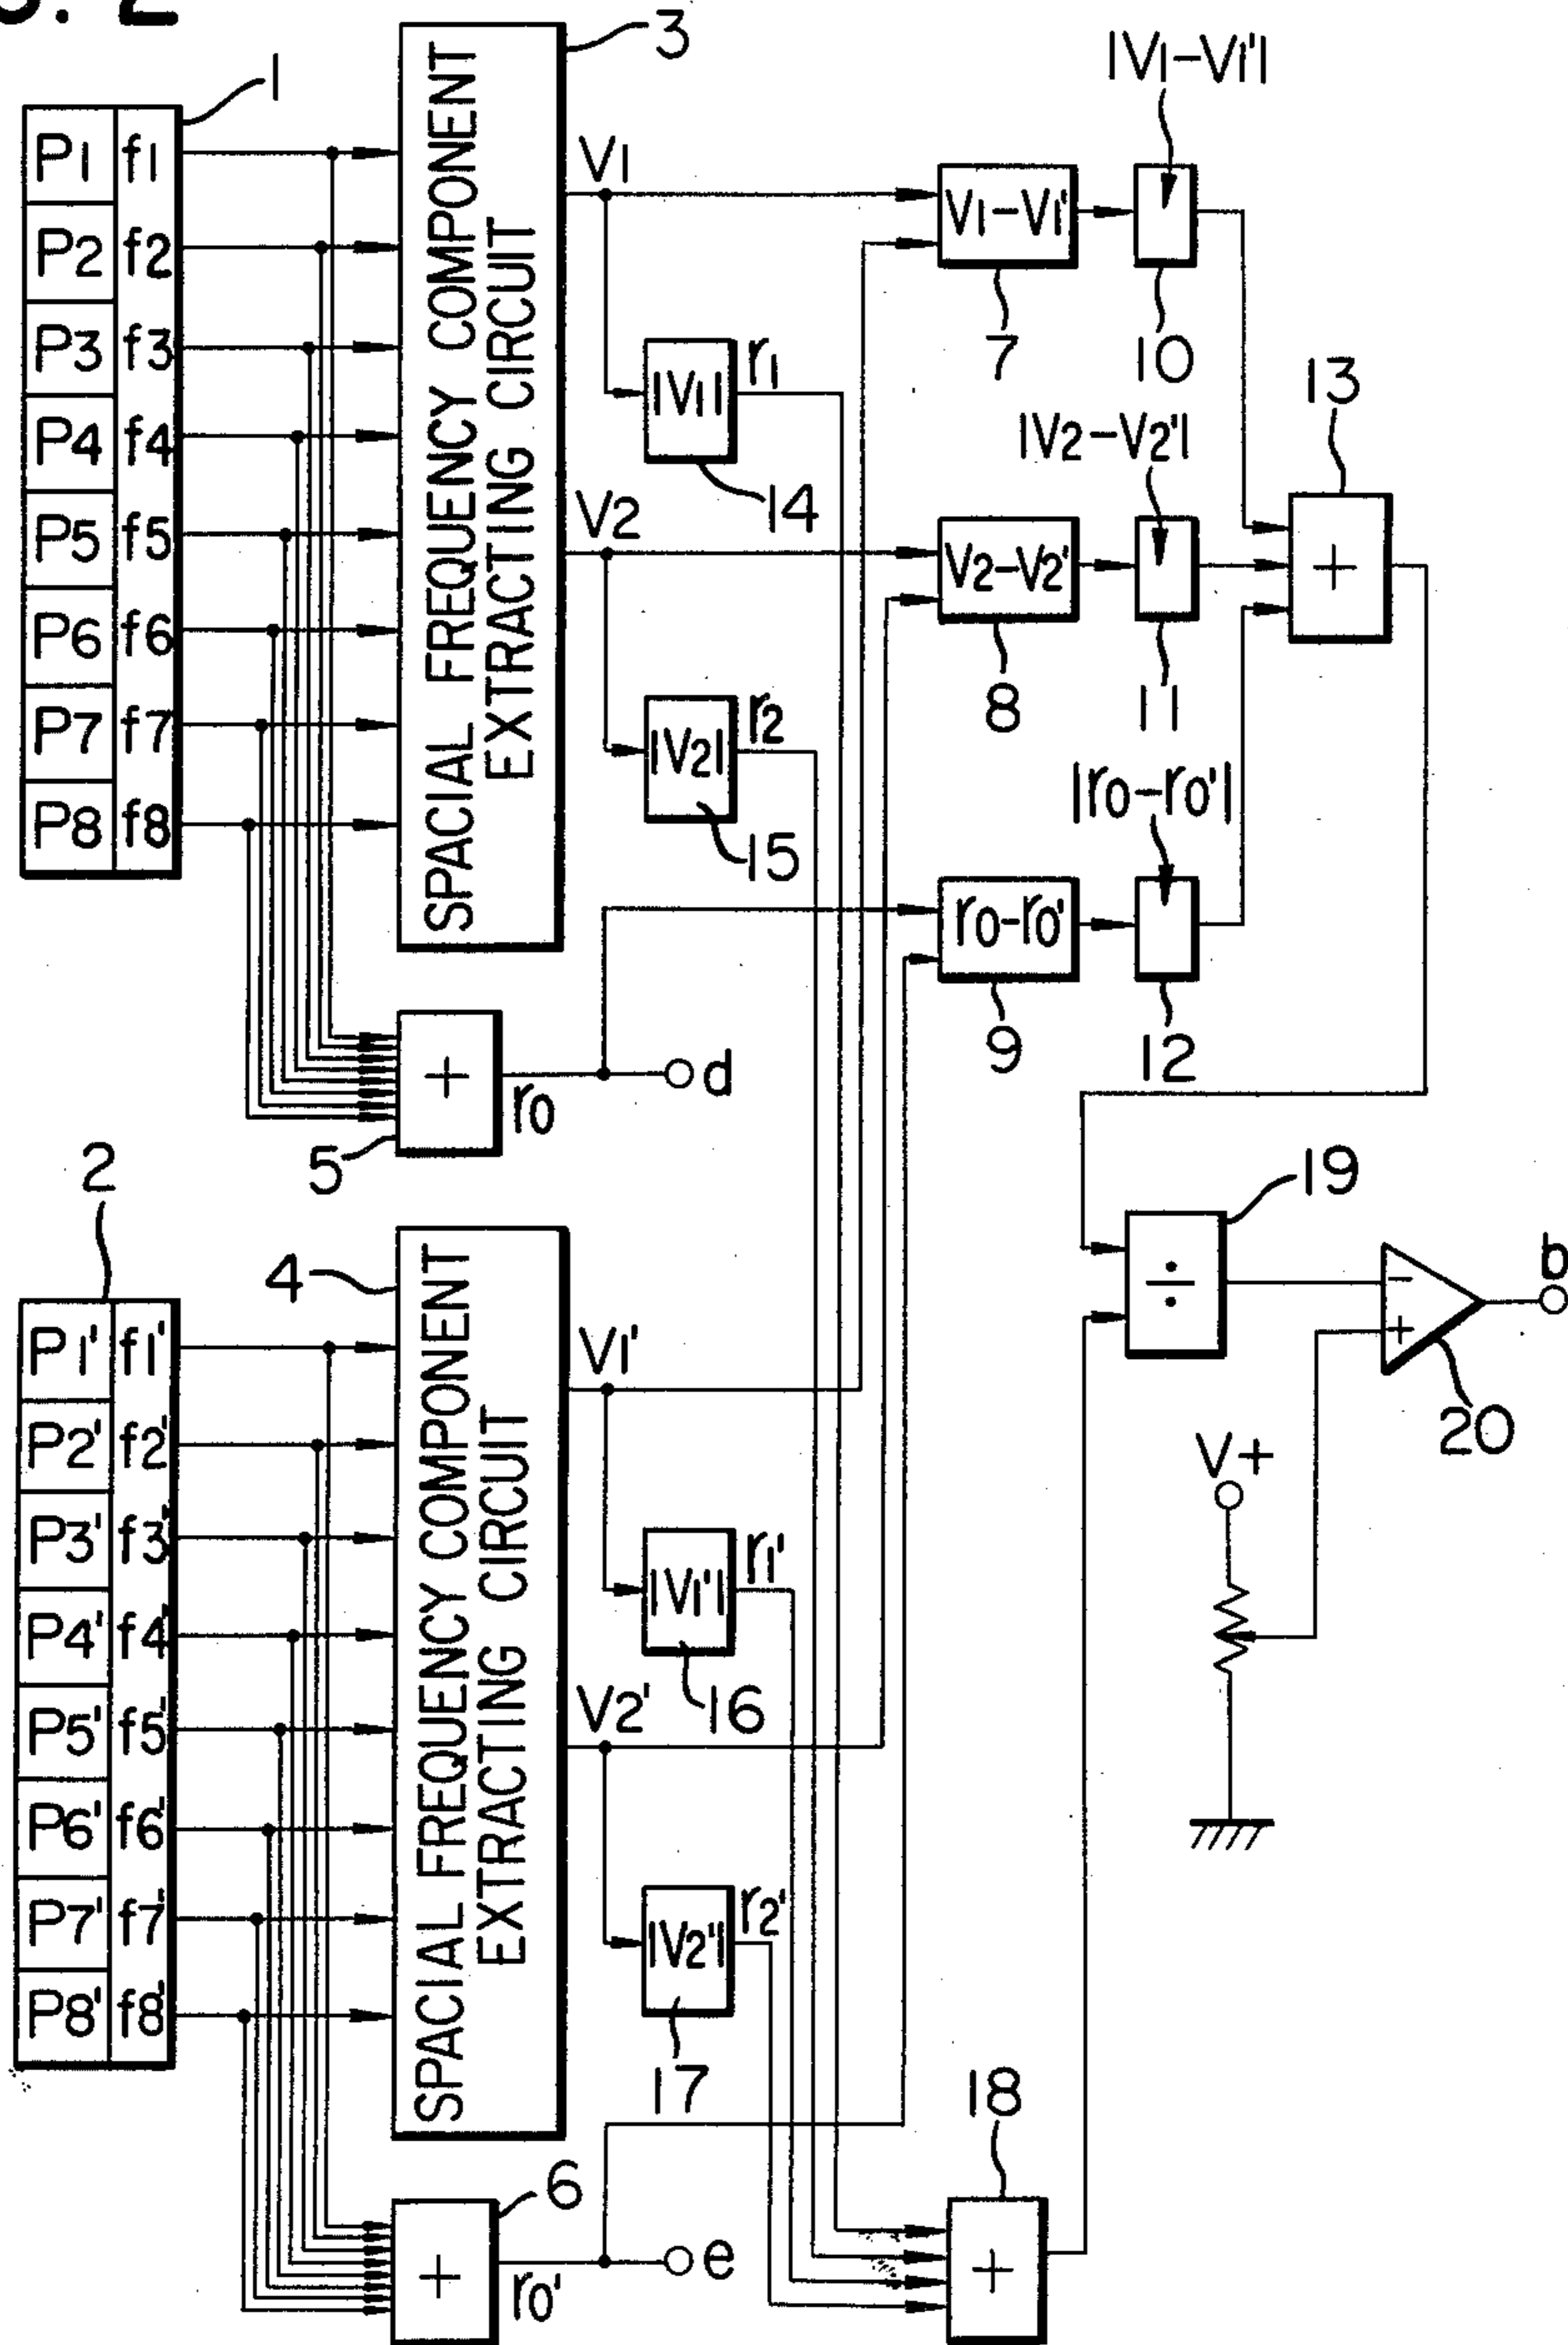 G. 2
1
P1 f1
P2 f2
P3 f3
P4 f4
P5 f5
P6 f6
P7 f7
P8 f8
3
SPACIAL FREQUENCY COMPONENT
EXTRACTING CIRCUIT
V1
V2
|V1|
r1
14
|V2|
r2
15
V1-V1'
7
|V1-V1'|
10
V2-V2'
8
|V2-V2'|
11
r0-r0'
9
|r0-r0'|
12
13
+
5
+
r0
d
2
P1' f1'
P2' f2'
P3' f3'
P4' f4'
P5' f5'
P6' f6'
P7' f7'
P8' f8'
4
SPACIAL FREQUENCY COMPONENT
EXTRACTING CIRCUIT
V1'
V2'
|V1'|
r1'
16
|V2'|
r2'
17
6
+
r0'
e
18
+
19
÷
-
+
20
b
V+